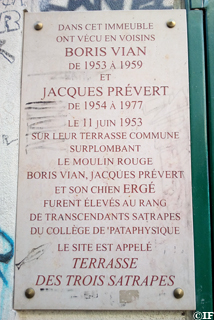 DANS CET IMMEUBLE
ONT VÉCU EN VOISINS
BORIS VIAN
DE 1953 À 1959
ET
JACQUES PRÉVERT
DE 1954 À 1977
LE 11 JUIN 1953
SUR LEUR TERRASSE COMMUNE
SURPLOMBANT
LE MOULIN ROUGE
BORIS VIAN, JACQUES PRÉVERT
ET SON CHIEN ERGÉ
FURENT ÉLEVÉS AU RANG
DE TRANSCENDANTS SATRAPES
DU COLLÈGE DE 'PATAPHYSIQUE
LE SITE EST APPELÉ
TERRASSE
DES TROIS SATRAPES
©IF